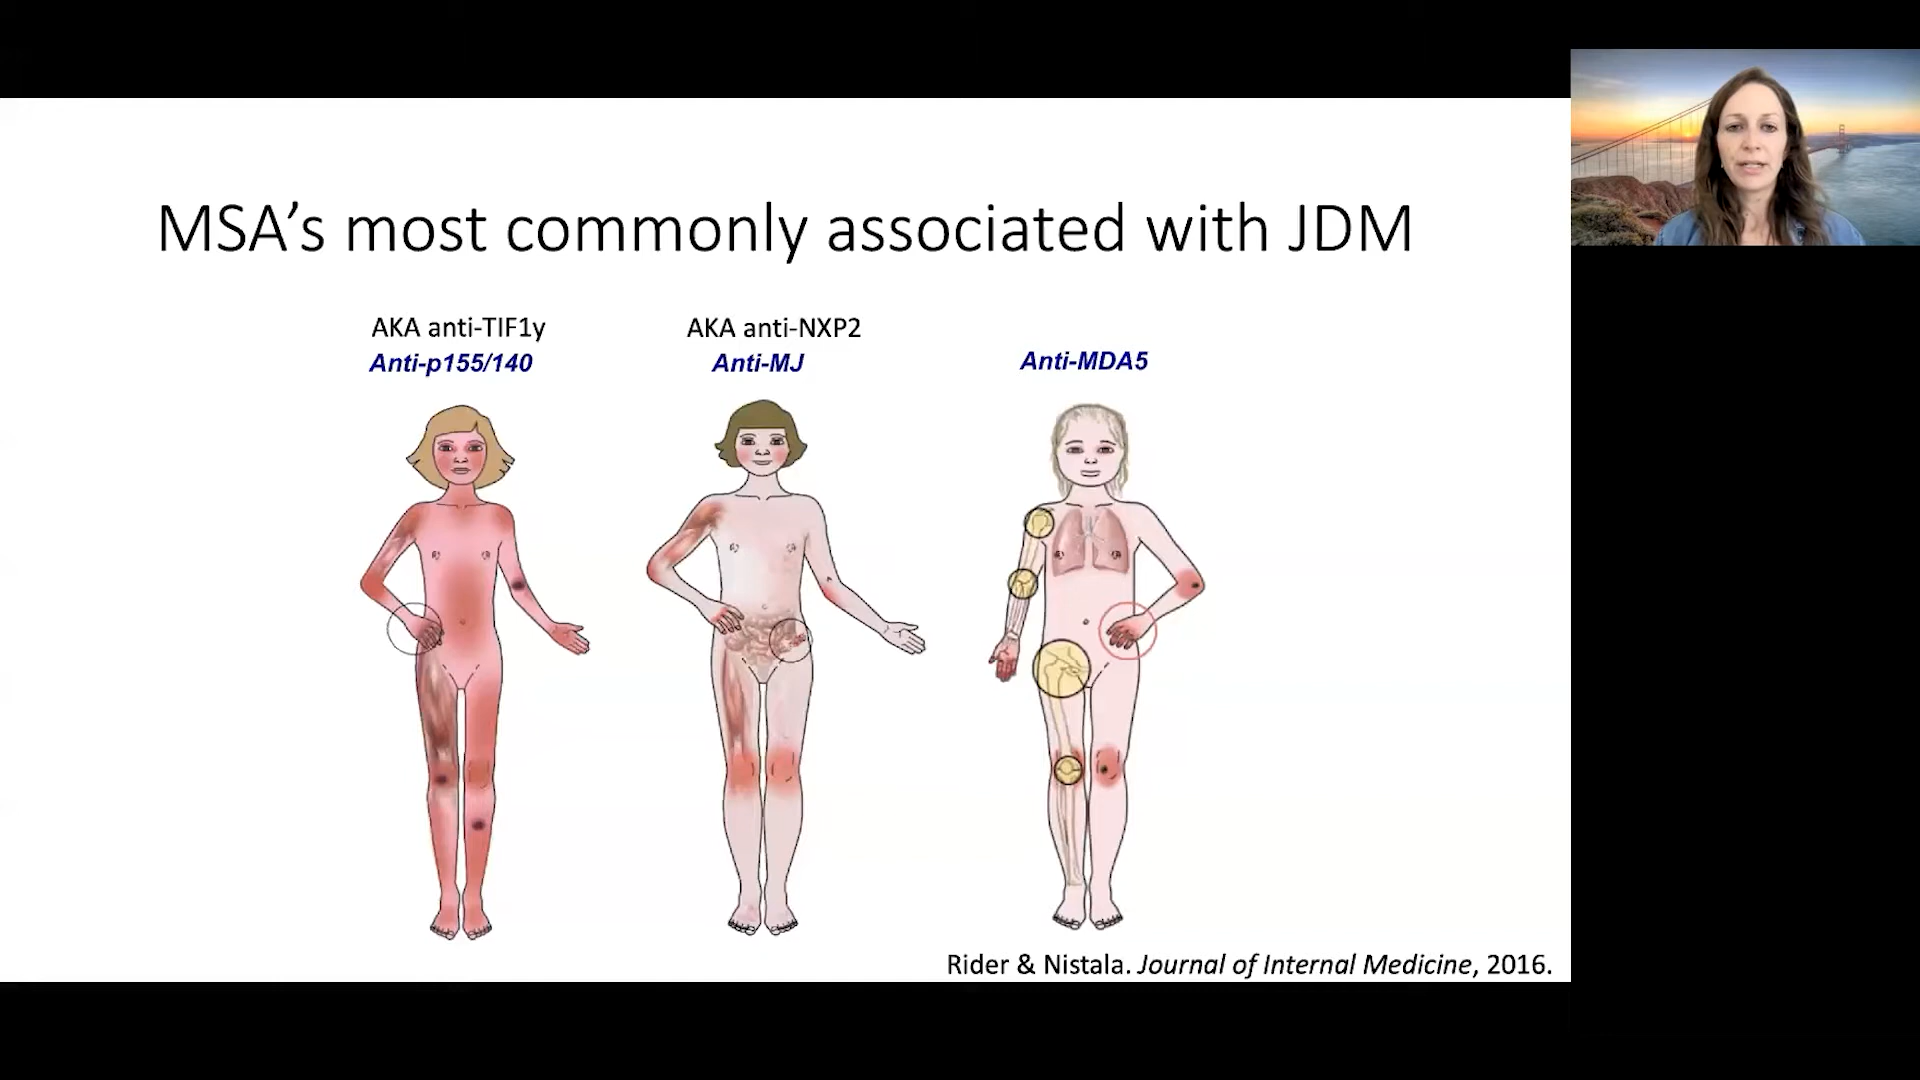 MSA’s most commonly associated with JDM
AKA anti-TIF1y
Anti-p155/140
AKA anti-NXP2
Anti-MJ
Anti-MDA5
Rider & Nistala. Journal of Internal Medicine, 2016.